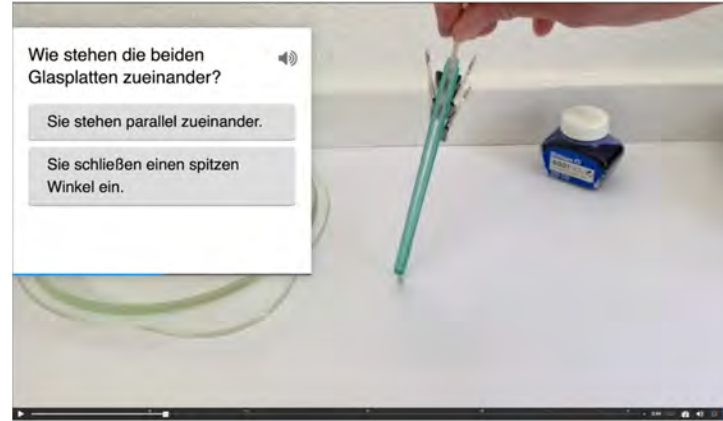 Wie stehen die beiden
Glasplatten zueinander?
Sie stehen parallel zueinander.
Sie schließen einen spitzen
Winkel ein.